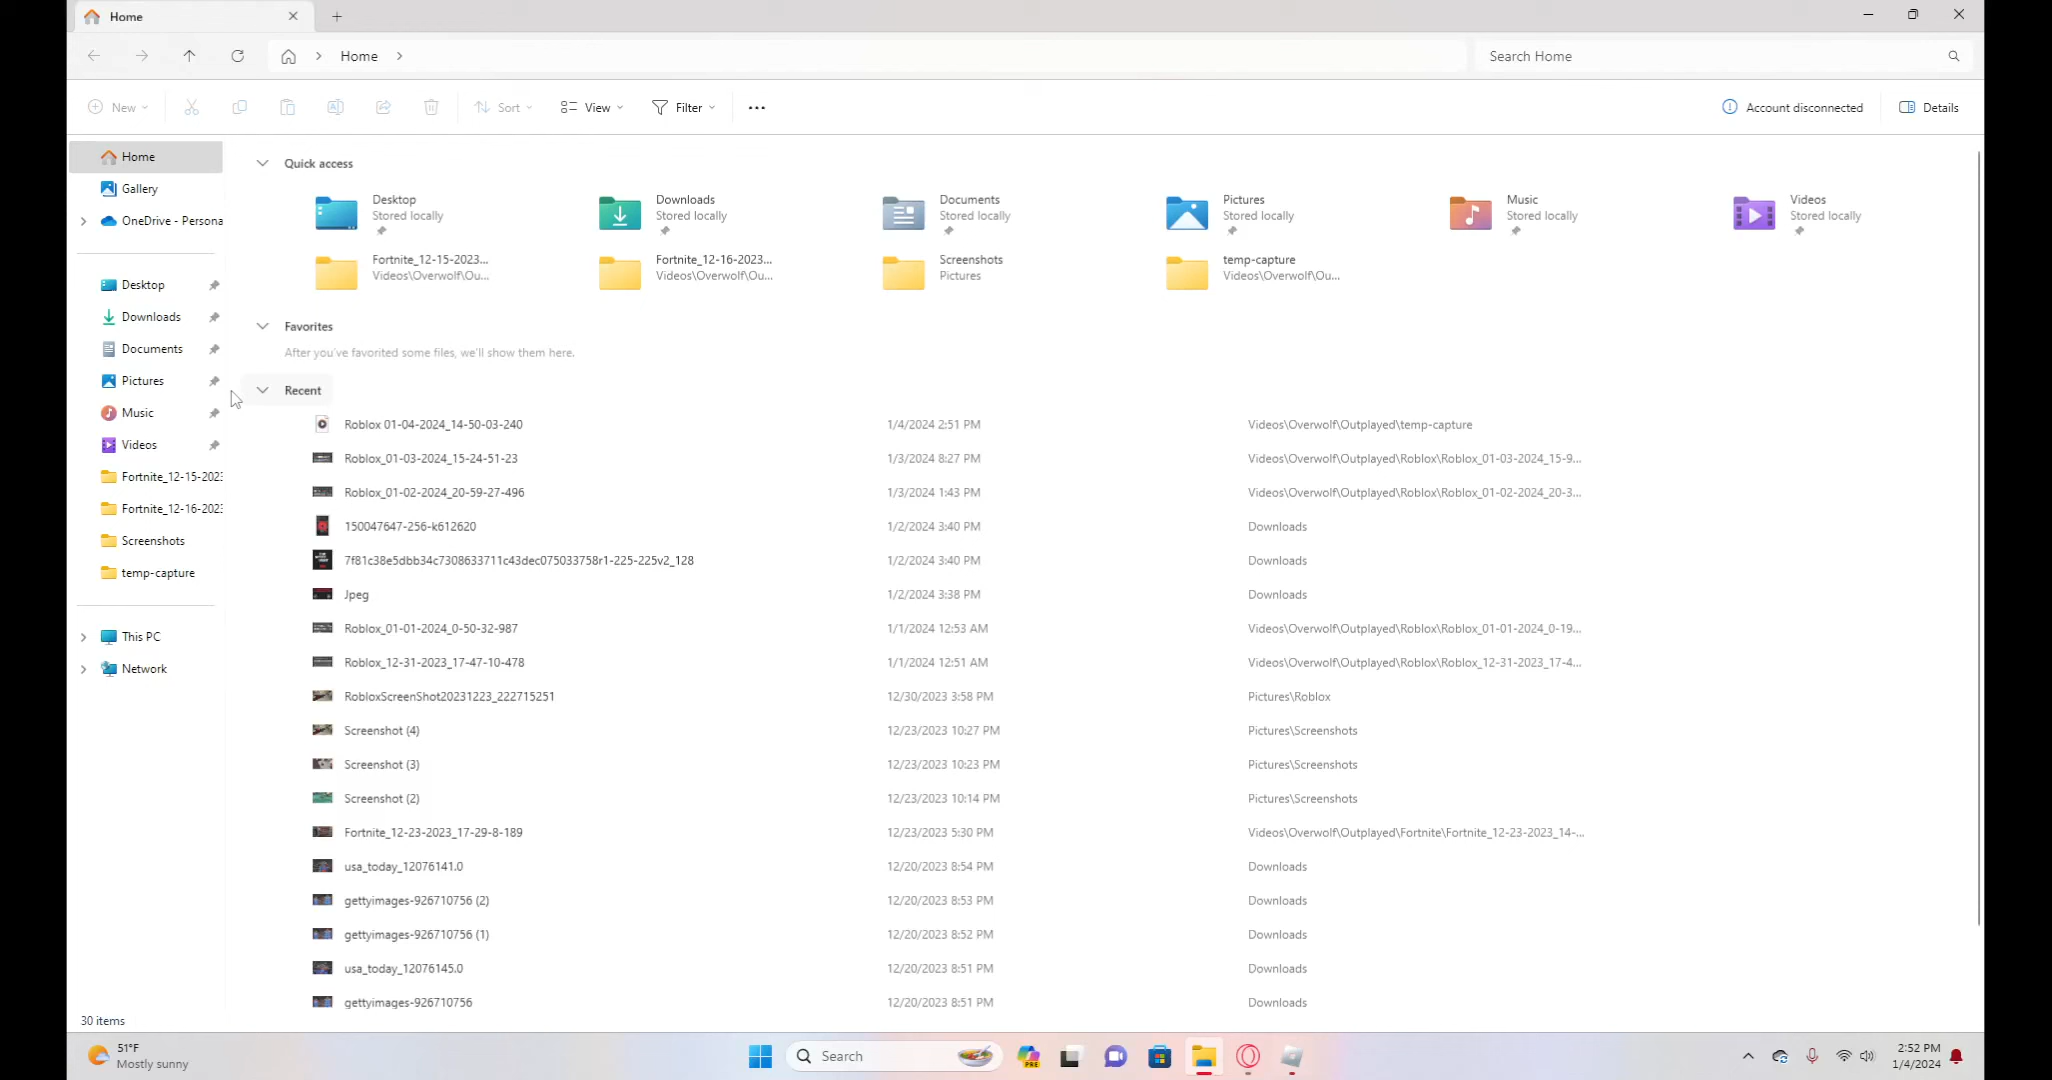 Home
Home
Search Home
New
Sort
View
Filter
Account disconnected
Details
Home
Gallery
OneDrive - Persona
Desktop
Downloads
Documents
Pictures
Music
Videos
Fortnite_12-15-2023
Fortnite_12-16-2023
Screenshots
temp-capture
This PC
Network
Quick access
Desktop
Stored locally
Downloads
Stored locally
Documents
Stored locally
Pictures
Stored locally
Music
Stored locally
Videos
Stored locally
Fortnite_12-15-2023...
Videos\Overwolf\Ou...
Fortnite_12-16-2023...
Videos\Overwolf\Ou...
Screenshots
Pictures
temp-capture
Videos\Overwolf\Ou...
Favorites
After you've favorited some files, we'll show them here.
Recent
Roblox 01-04-2024_14-50-03-240 1/4/2024 2:51 PM Videos\Overwolf\Outplayed\temp-capture
Roblox_01-03-2024_15-24-51-23 1/3/2024 8:27 PM Videos\Overwolf\Outplayed\Roblox\Roblox_01-03-2024_15-9...
Roblox_01-02-2024_20-59-27-496 1/3/2024 1:43 PM Videos\Overwolf\Outplayed\Roblox\Roblox_01-02-2024_20-3...
150047647-256-k612620 1/2/2024 3:40 PM Downloads
7f81c38e5dbb34c7308633711c43dec075033758r1-225-225v2_128 1/2/2024 3:40 PM Downloads
Jpeg 1/2/2024 3:38 PM Downloads
Roblox_01-01-2024_0-50-32-987 1/1/2024 12:53 AM Videos\Overwolf\Outplayed\Roblox\Roblox_01-01-2024_0-19...
Roblox_12-31-2023_17-47-10-478 1/1/2024 12:51 AM Videos\Overwolf\Outplayed\Roblox\Roblox_12-31-2023_17-4...
RobloxScreenShot20231223_222715251 12/30/2023 3:58 PM Pictures\Roblox
Screenshot (4) 12/23/2023 10:27 PM Pictures\Screenshots
Screenshot (3) 12/23/2023 10:23 PM Pictures\Screenshots
Screenshot (2) 12/23/2023 10:14 PM Pictures\Screenshots
Fortnite_12-23-2023_17-29-8-189 12/23/2023 5:30 PM Videos\Overwolf\Outplayed\Fortnite\Fortnite_12-23-2023_14-...
usa_today_12076141.0 12/20/2023 8:54 PM Downloads
gettyimages-926710756 (2) 12/20/2023 8:53 PM Downloads
gettyimages-926710756 (1) 12/20/2023 8:52 PM Downloads
usa_today_12076145.0 12/20/2023 8:51 PM Downloads
gettyimages-926710756 12/20/2023 8:51 PM Downloads
30 items
51°F
Mostly sunny
Search
PRE
2:52 PM
1/4/2024